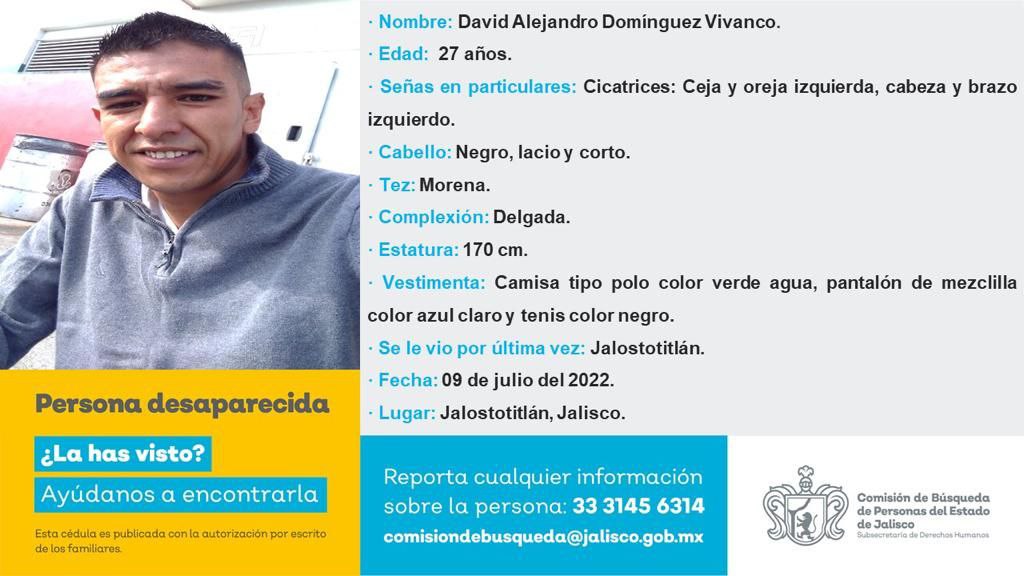 · Nombre: David Alejandro Domínguez Vivanco.
· Edad: 27 años.
· Señas en particulares: Cicatrices: Ceja y oreja izquierda, cabeza y brazo
izquierdo.
· Cabello: Negro, lacio y corto.
· Tez: Morena.
· Complexión: Delgada.
· Estatura: 170 cm.
· Vestimenta: Camisa tipo polo color verde agua, pantalón de mezclilla
color azul claro y tenis color negro.
· Se le vio por última vez: Jalostotitlán.
· Fecha: 09 de julio del 2022.
· Lugar: Jalostotitlán, Jalisco.
Persona desaparecida
¿La has visto?
Ayúdanos a encontrarla
Esta cédula es publicada con la autorización por escrito
de los familiares.
Reporta cualquier información
sobre la persona: 33 3145 6314
comisiondebusqueda@jalisco.gob.mx
Comisión de Búsqueda
de Personas del Estado
de Jalisco
Subsecretaría de Derechos Humanos